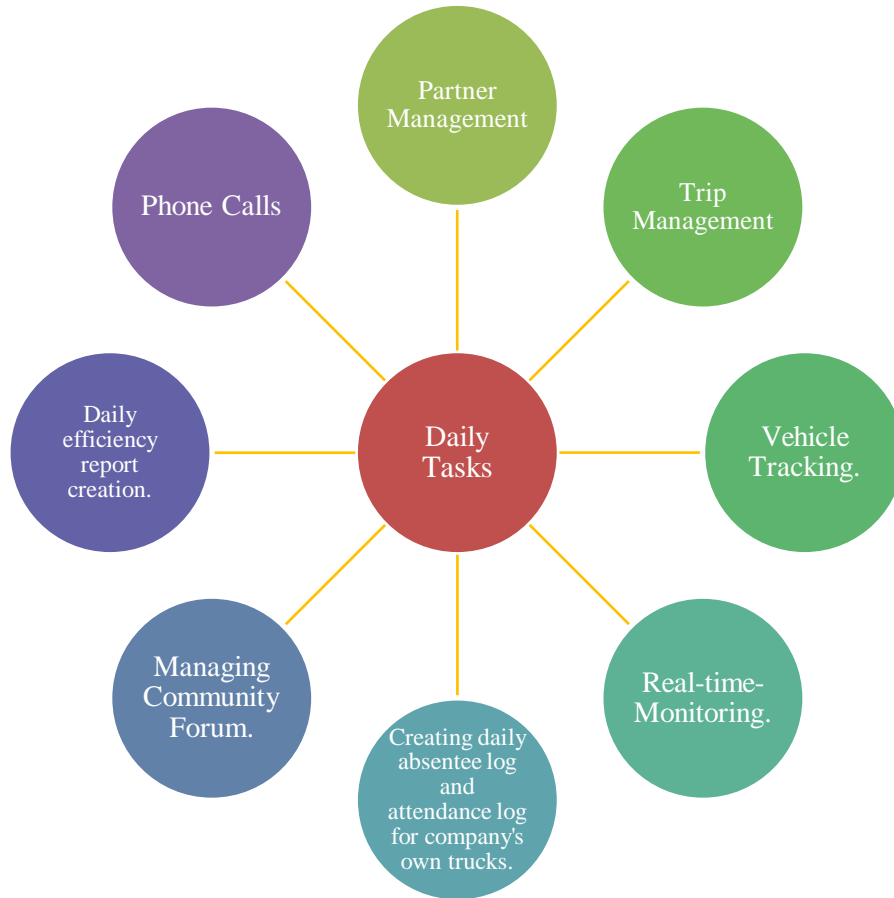 Partner
Management
Trip
Management
Vehicle
Tracking.
Real-time-
Monitoring.
Creating daily
absentee log
and
attendance log
for company's
own trucks.
Managing
Community
Forum.
Daily
efficiency
report
creation.
Phone Calls
Daily
Tasks